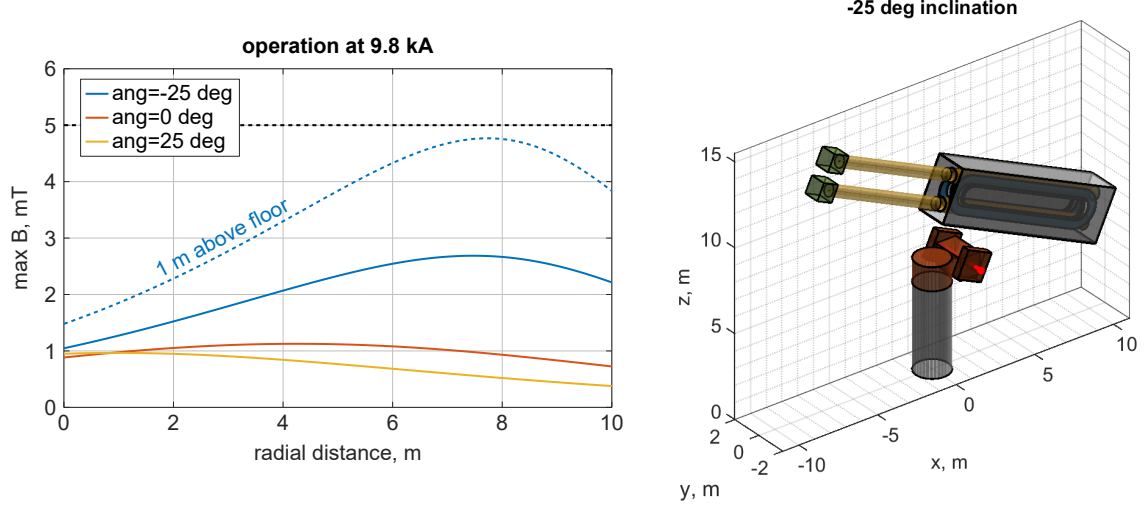 operation at 9.8 kA
6
5
4
3
2
1
0
max B, mT
ang=-25 deg
ang=0 deg
ang=25 deg
1 m above floor
0 2 4 6 8 10
radial distance, m
-25 deg inclination
15
10
5
0
z, m
2
0
-2
y, m
-10
-5
0
5
10
x, m